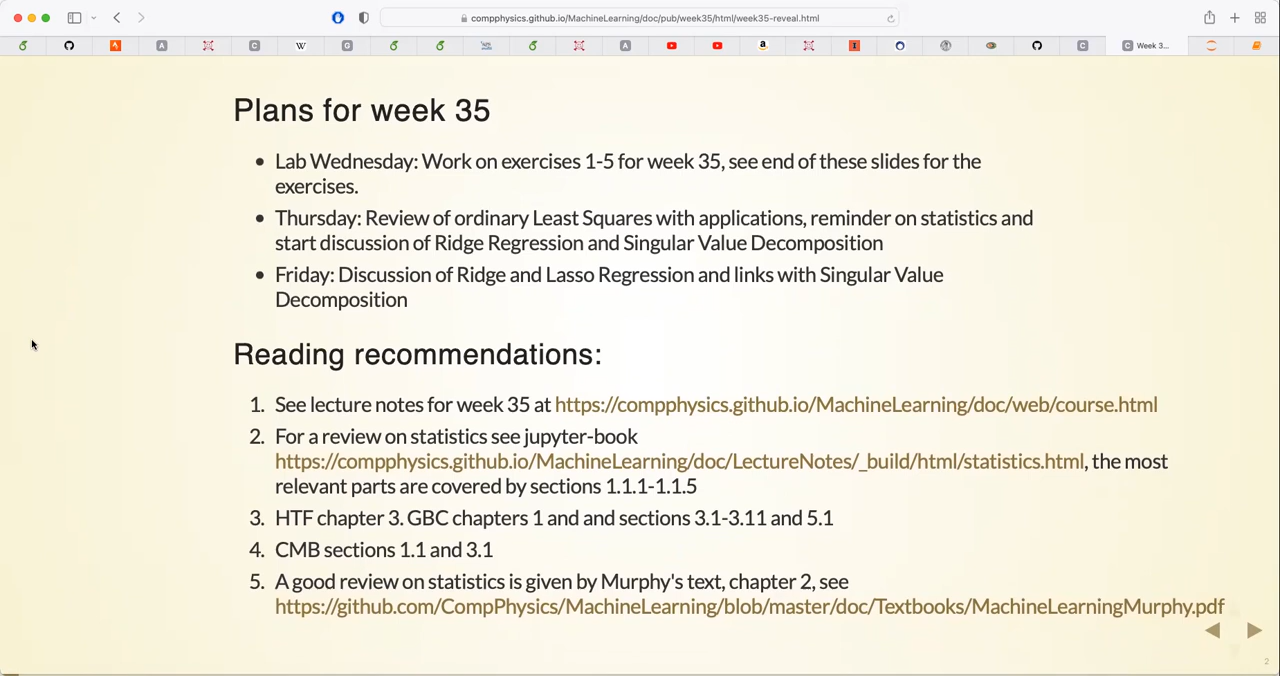 compphysics.github.io/MachineLearning/doc/pub/week35/html/week35-reveal.html
Week 3...
Plans for week 35
• Lab Wednesday: Work on exercises 1-5 for week 35, see end of these slides for the
exercises.
• Thursday: Review of ordinary Least Squares with applications, reminder on statistics and
start discussion of Ridge Regression and Singular Value Decomposition
• Friday: Discussion of Ridge and Lasso Regression and links with Singular Value
Decomposition
Reading recommendations:
1. See lecture notes for week 35 at https://compphysics.github.io/MachineLearning/doc/web/course.html
2. For a review on statistics see jupyter-book
https://compphysics.github.io/MachineLearning/doc/LectureNotes/_build/html/statistics.html, the most
relevant parts are covered by sections 1.1.1-1.1.5
3. HTF chapter 3. GBC chapters 1 and and sections 3.1-3.11 and 5.1
4. CMB sections 1.1 and 3.1
5. A good review on statistics is given by Murphy's text, chapter 2, see
https://github.com/CompPhysics/MachineLearning/blob/master/doc/Textbooks/MachineLearningMurphy.pdf
2